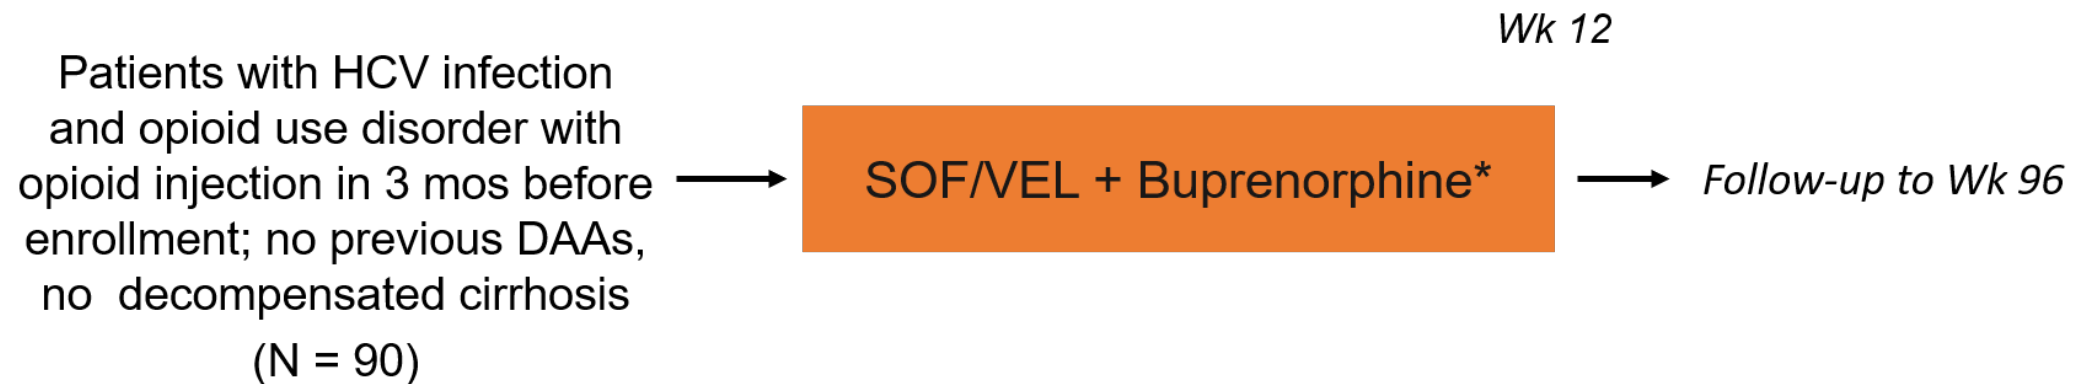 Wk 12
Patients with HCV infection
and opioid use disorder with
opioid injection in 3 mos before
enrollment; no previous DAAs,
no  decompensated cirrhosis
(N = 90)
SOF/VEL + Buprenorphine*
Follow-up to Wk 96